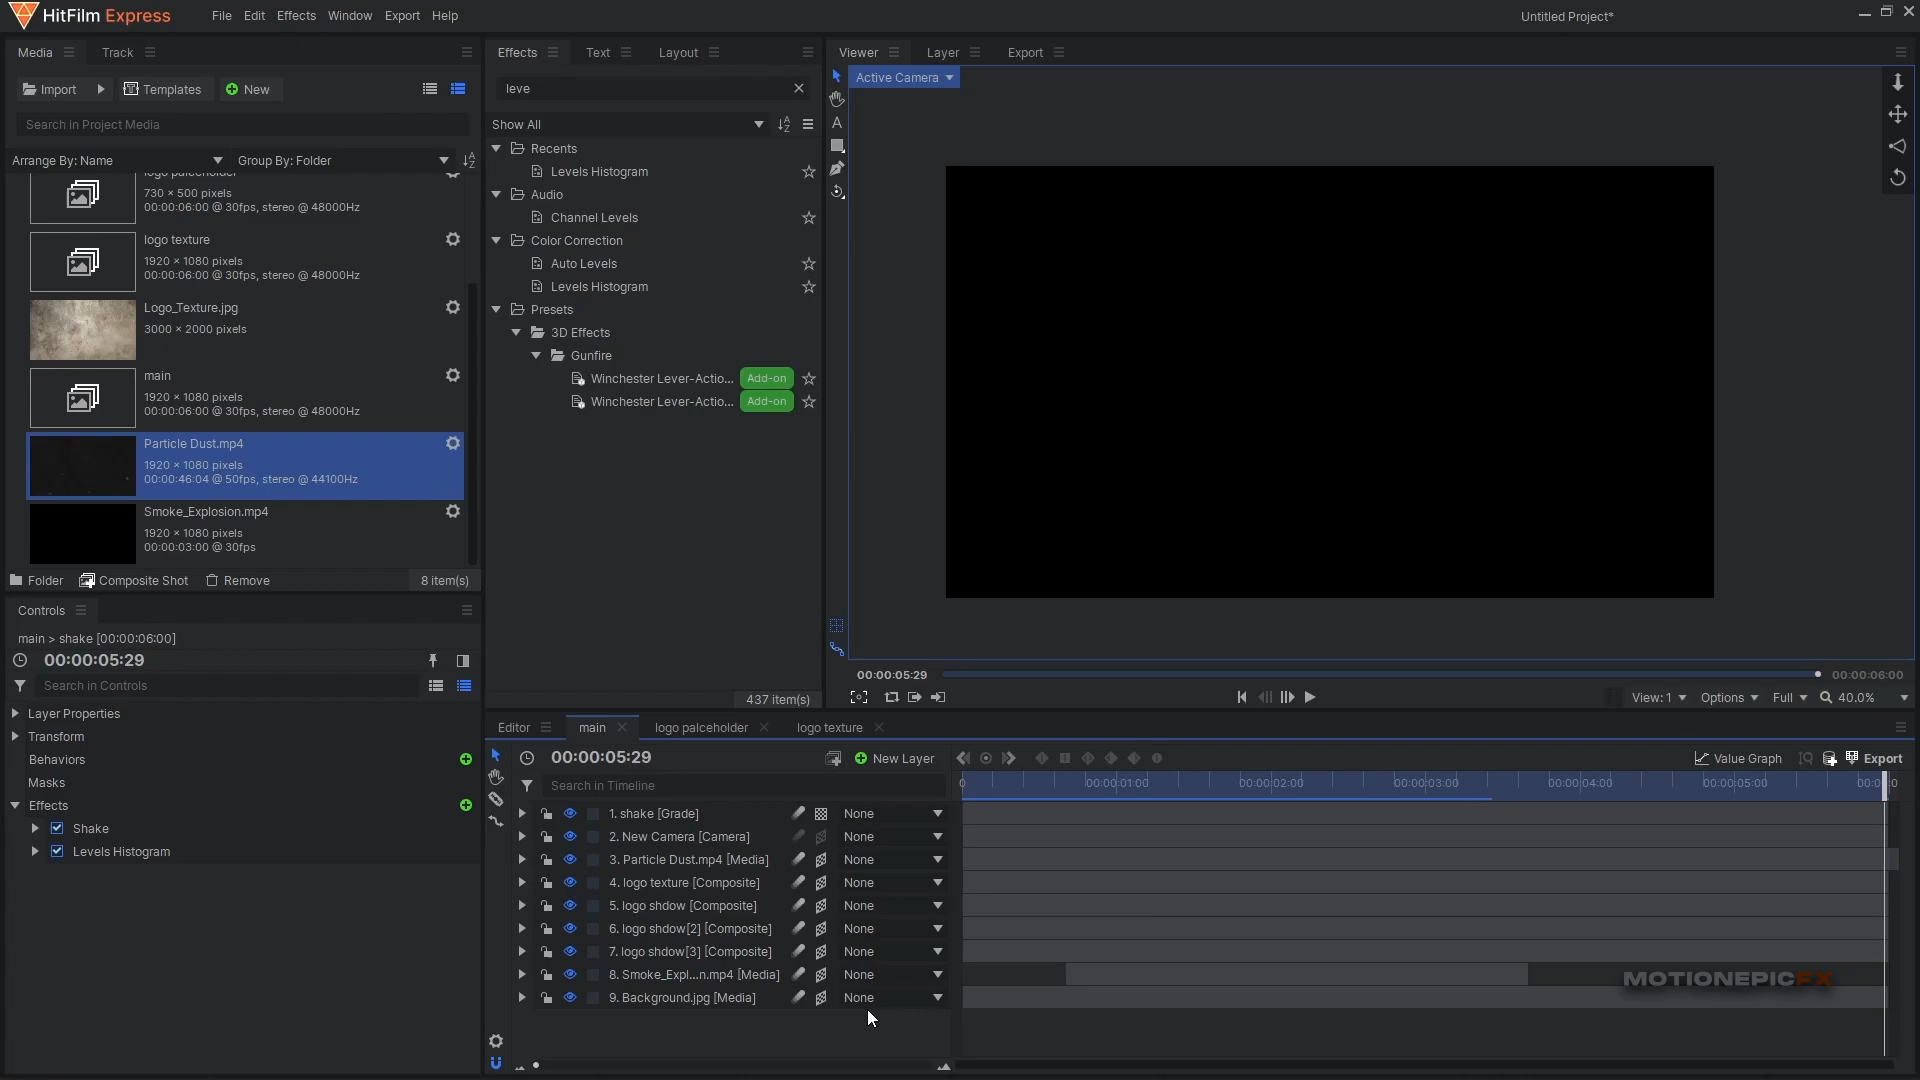 HitFilm Express
File Edit Effects Window Export Help
Untitled Project*
Media Track
Import Templates New
Search in Project Media
Arrange By: Name Group By: Folder
logo palceholder
730 × 500 pixels
00:00:06:00 @ 30fps, stereo @ 48000Hz
logo texture
1920 × 1080 pixels
00:00:06:00 @ 30fps, stereo @ 48000Hz
Logo_Texture.jpg
3000 × 2000 pixels
main
1920 × 1080 pixels
00:00:06:00 @ 30fps, stereo @ 48000Hz
Particle Dust.mp4
1920 × 1080 pixels
00:00:46:04 @ 50fps, stereo @ 44100Hz
Smoke_Explosion.mp4
1920 × 1080 pixels
00:00:03:00 @ 30fps
Folder Composite Shot Remove 8 item(s)
Effects Text Layout
leve
Show All
Recents
Levels Histogram
Audio
Channel Levels
Color Correction
Auto Levels
Levels Histogram
Presets
3D Effects
Gunfire
Winchester Lever-Actio... Add-on
Winchester Lever-Actio... Add-on
437 item(s)
Viewer Layer Export
Active Camera
00:00:05:29 00:00:06:00
View: 1 Options Full 40.0%
Controls
main > shake [00:00:06:00]
00:00:05:29
Search in Controls
Layer Properties
Transform
Behaviors
Masks
Effects
Shake
Levels Histogram
Editor main logo palceholder logo texture
00:00:05:29 New Layer Value Graph Export
Search in Timeline
0 00:00:01:00 00:00:02:00 00:00:03:00 00:00:04:00 00:00:05:00
1. shake [Grade] None
2. New Camera [Camera] None
3. Particle Dust.mp4 [Media] None
4. logo texture [Composite] None
5. logo shdow [Composite] None
6. logo shdow[2] [Composite] None
7. logo shdow[3] [Composite] None
8. Smoke_Expl...n.mp4 [Media] None
9. Background.jpg [Media] None
MOTIONEPICFX